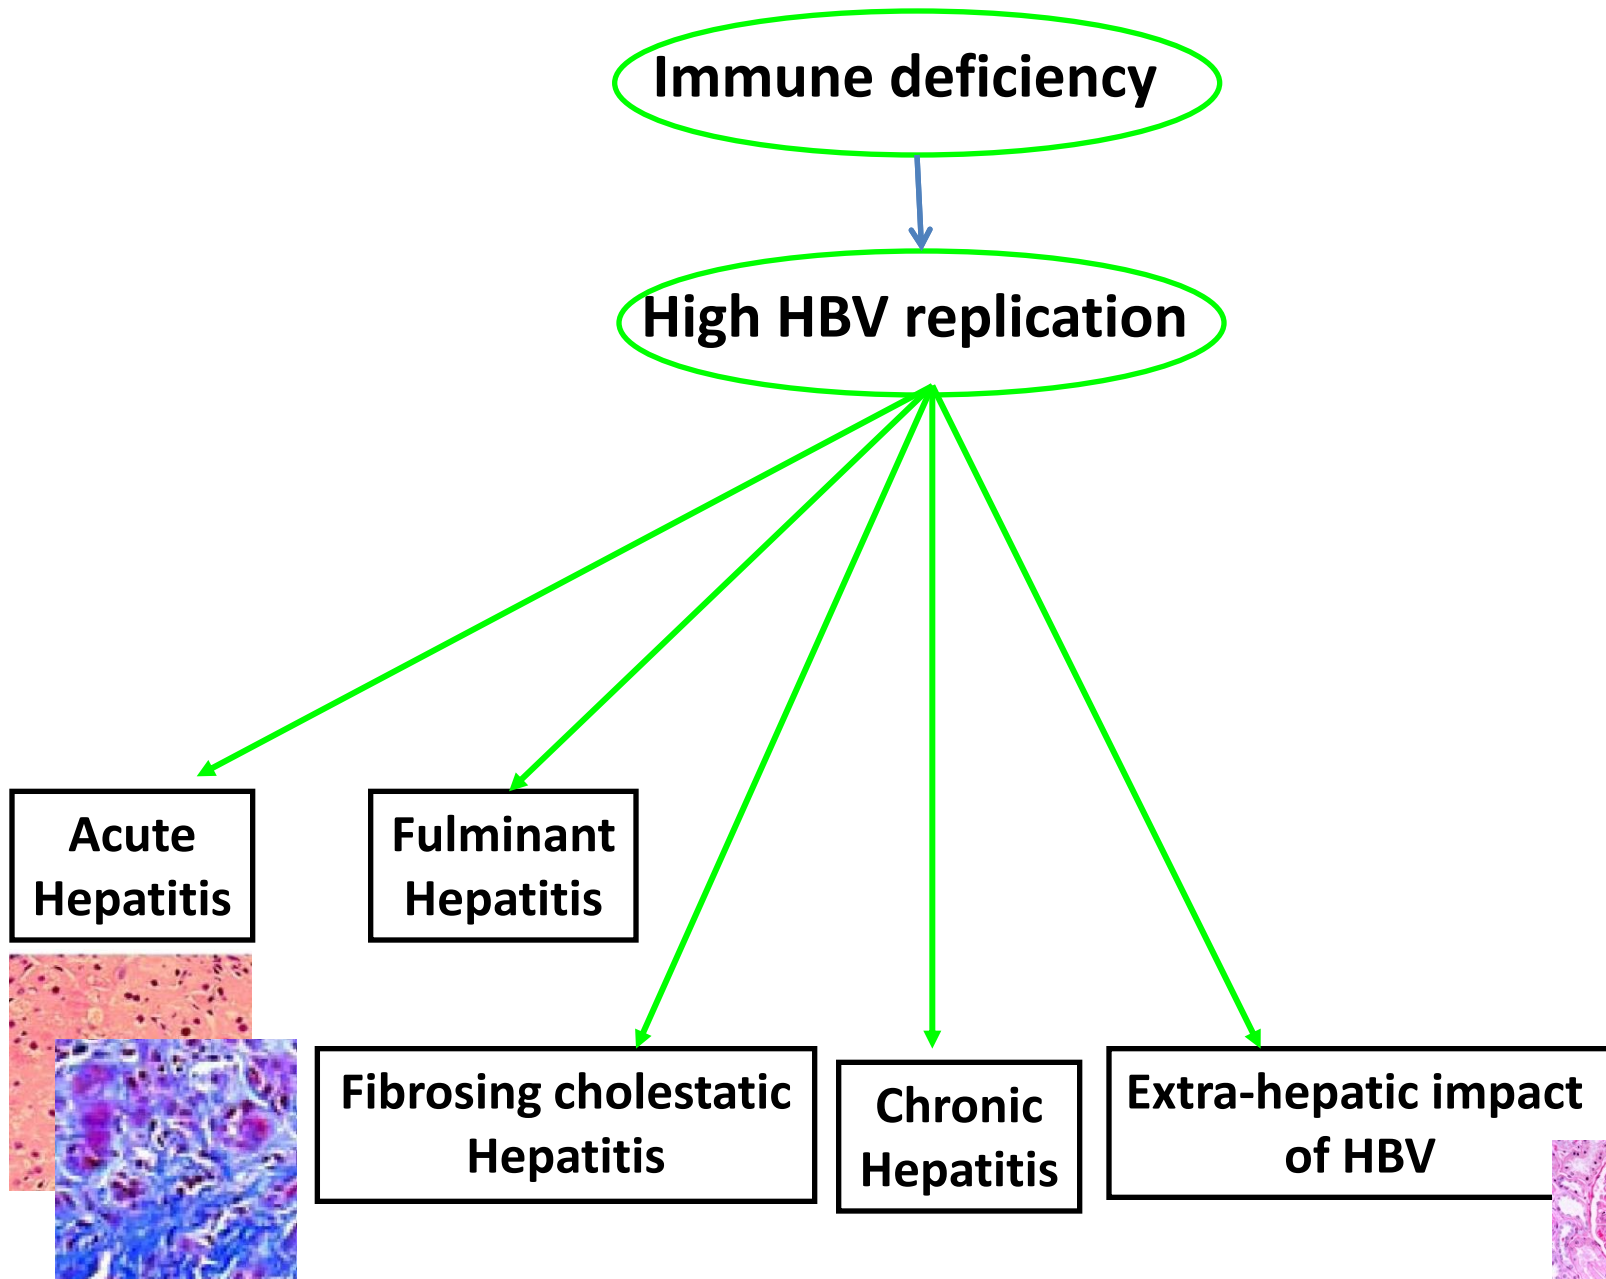 Immune deficiency
High HBV replication
Acute
Hepatitis
Fulminant
Hepatitis
Fibrosing cholestatic
Hepatitis
Chronic
Hepatitis
Extra-hepatic impact
of HBV